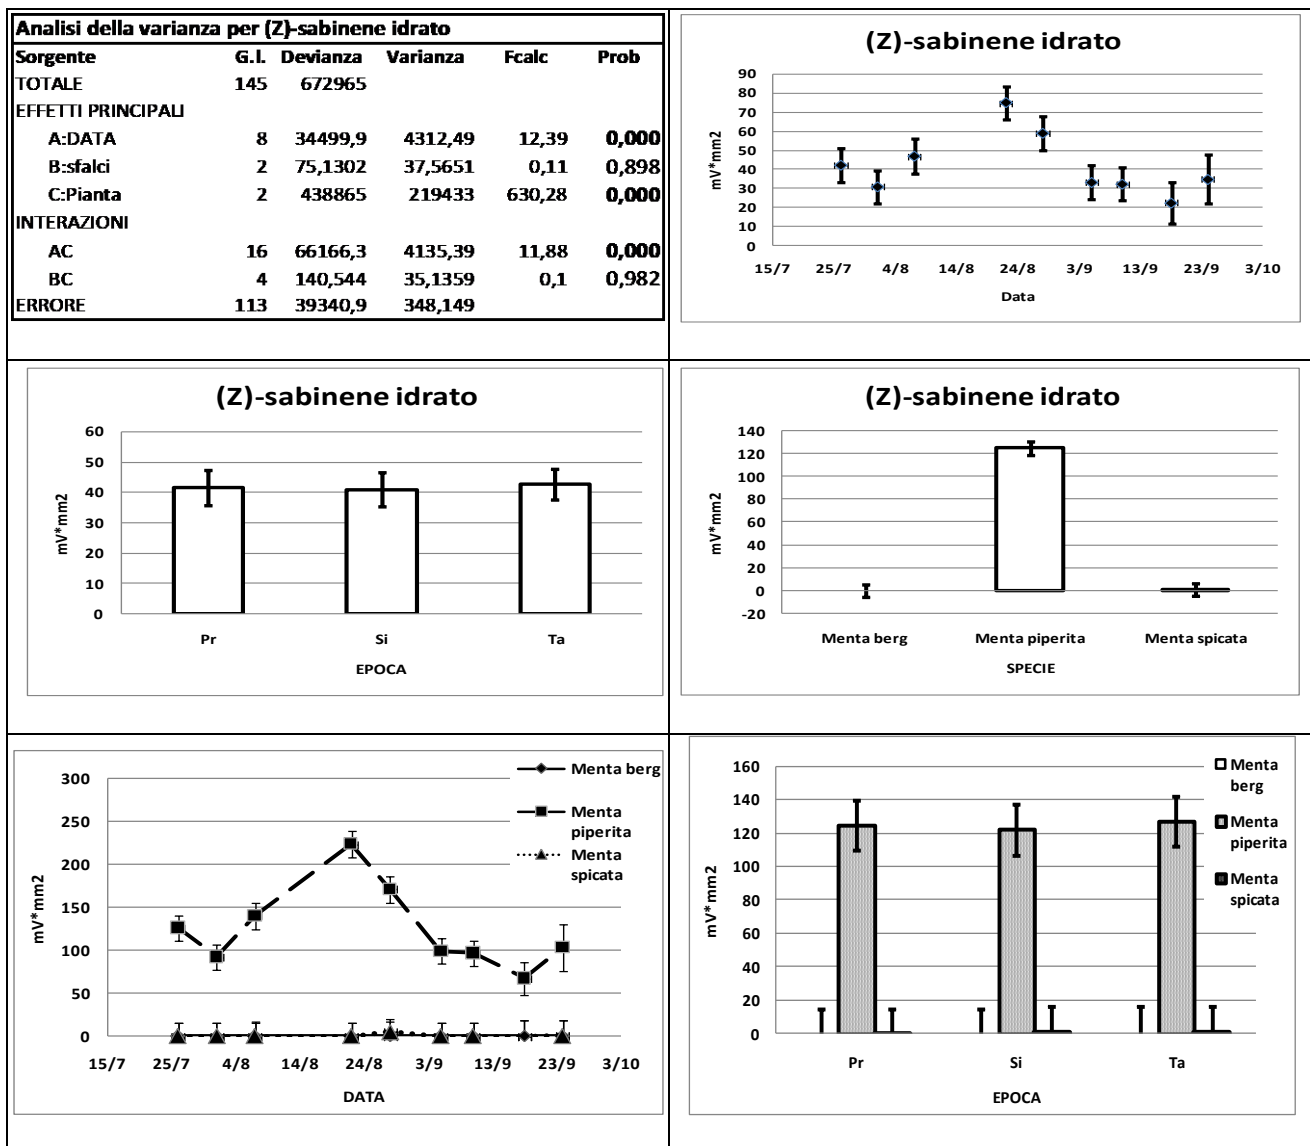 Analisi della varianza per (Z)-sabinene idrato
Sorgente G.l. Devianza Varianza Fcalc Prob
TOTALE 145 672965
EFFETTI PRINCIPALI
A:DATA 8 34499,9 4312,49 12,39 0,000
B:sfalci 2 75,1302 37,5651 0,11 0,898
C:Pianta 2 438865 219433 630,28 0,000
INTERAZIONI
AC 16 66166,3 4135,39 11,88 0,000
BC 4 140,544 35,1359 0,1 0,982
ERRORE 113 39340,9 348,149
(Z)-sabinene idrato
mV*mm2
90
80
70
60
50
40
30
20
10
0
15/7 25/7 4/8 14/8 24/8 3/9 13/9 23/9 3/10
Data
(Z)-sabinene idrato
mV*mm2
60
50
40
30
20
10
0
Pr Si Ta
EPOCA
(Z)-sabinene idrato
mV*mm2
140
120
100
80
60
40
20
0
-20
Menta berg Menta piperita Menta spicata
SPECIE
mV*mm2
300
250
200
150
100
50
0
15/7 25/7 4/8 14/8 24/8 3/9 13/9 23/9 3/10
DATA
Menta berg
Menta
piperita
Menta
spicata
mV*mm2
160
140
120
100
80
60
40
20
0
Pr Si Ta
EPOCA
Menta
berg
Menta
piperita
Menta
spicata